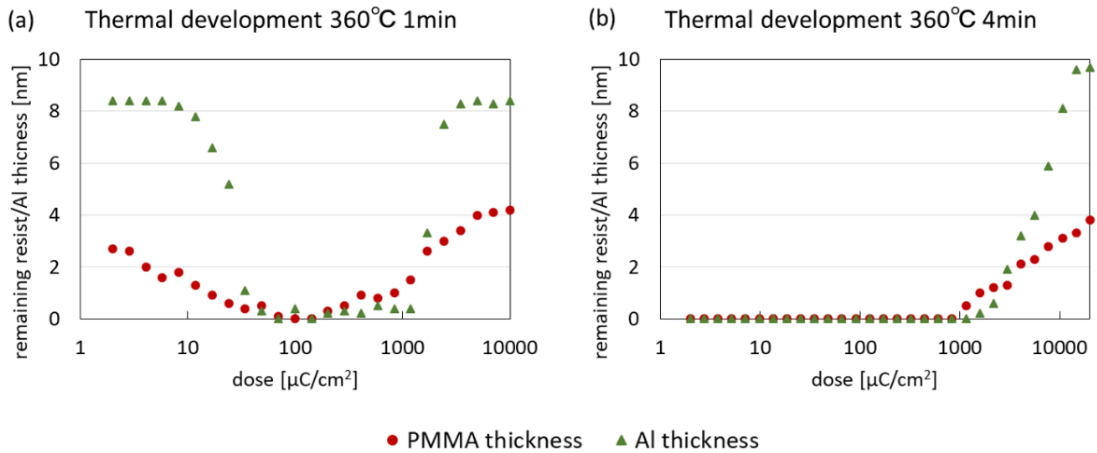 (a) Thermal development 360℃ 1min
remaining resist/Al thicness [nm]
10
8
6
4
2
0
1 10 100 1000 10000
dose [µC/cm²]
(b) Thermal development 360℃ 4min
remaining resist/Al thicness [nm]
10
8
6
4
2
0
1 10 100 1000 10000
dose [µC/cm²]
PMMA thickness Al thickness